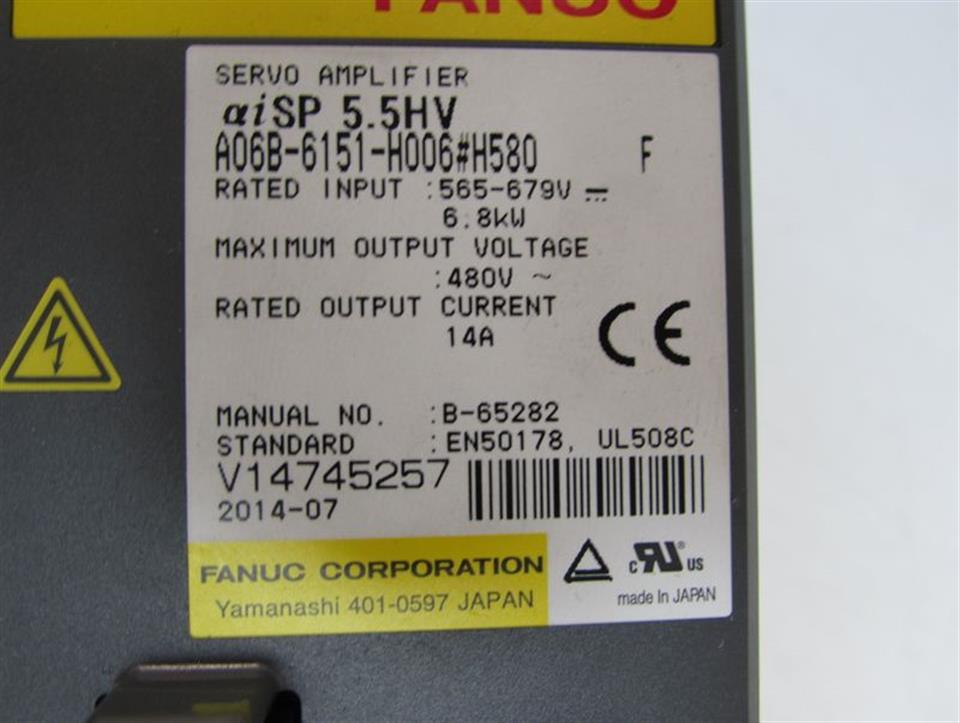 FANUC
SERVO AMPLIFIER
αiSP 5.5HV
A06B-6151-H006#H580 F
RATED INPUT :565-679V ⎓
6.8kW
MAXIMUM OUTPUT VOLTAGE
:480V ~
RATED OUTPUT CURRENT
14A
CE
MANUAL NO. :B-65282
STANDARD :EN50178, UL508C
V14745257
2014-07
FANUC CORPORATION
Yamanashi 401-0597 JAPAN
c RU ® US
made In JAPAN